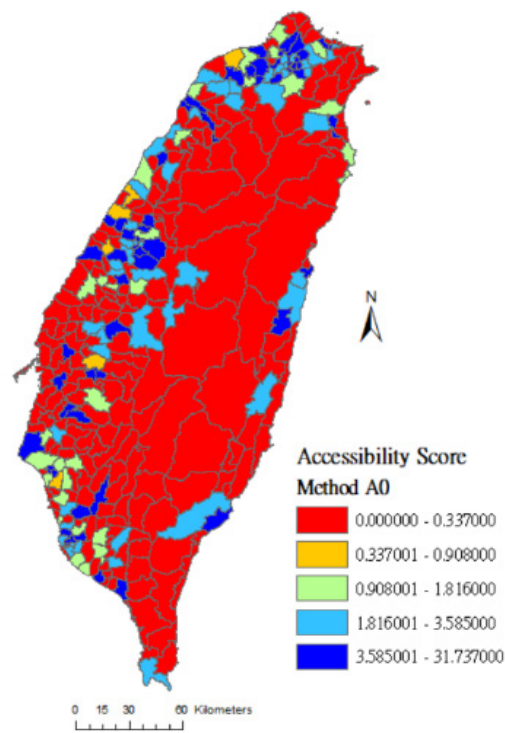 N
Accessibility Score
Method A0
0.000000 - 0.337000
0.337001 - 0.908000
0.908001 - 1.816000
1.816001 - 3.585000
3.585001 - 31.737000
0 15 30 60 Kilometers